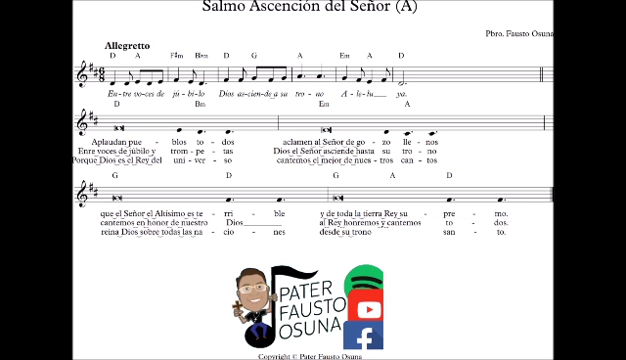 Salmo Ascención del Señor (A)
Pbro. Fausto Osuna
Allegretto
D A F#m Bm D G A Em A D
En-tre vo-ces de jú-bi-lo Dios as-cien-de a su tro-no A-le-lu ya.
D Bm Em A
Aplaudan pue-blos to-dos aclamen al Señor de go-zo lle-nos
Entre voces de júbilo y trom-pe-tas Dios el Señor asciende hasta su tro-no
Porque Dios es el Rey del uni-ver-so cantemos el mejor de nues-tros can-tos
G D G A D
que el Señor el Altísimo es te-rri-ble y de toda la tierra Rey su-pre-mo.
cantemos en honor de nuestro Dios al Rey honremos y cantemos to-dos.
reina Dios sobre todas las na-cio-nes desde su trono san-to.
PATER
FAUSTO
OSUNA
Copyright © Pater Fausto Osuna